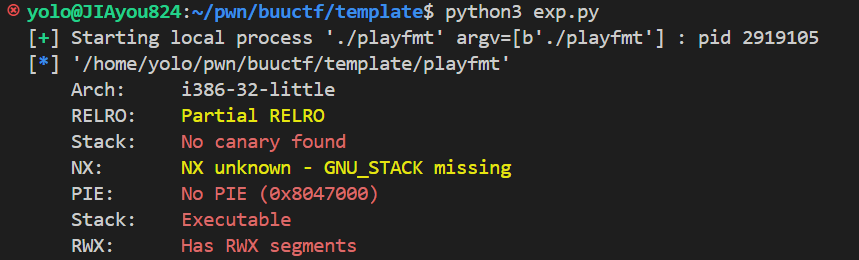 yolo@JIAyou824:~/pwn/buuctf/template$ python3 exp.py
[+] Starting local process './playfmt' argv=[b'./playfmt'] : pid 2919105
[*] '/home/yolo/pwn/buuctf/template/playfmt'
    Arch:     i386-32-little
    RELRO:    Partial RELRO
    Stack:    No canary found
    NX:       NX unknown - GNU_STACK missing
    PIE:      No PIE (0x8047000)
    Stack:    Executable
    RWX:      Has RWX segments